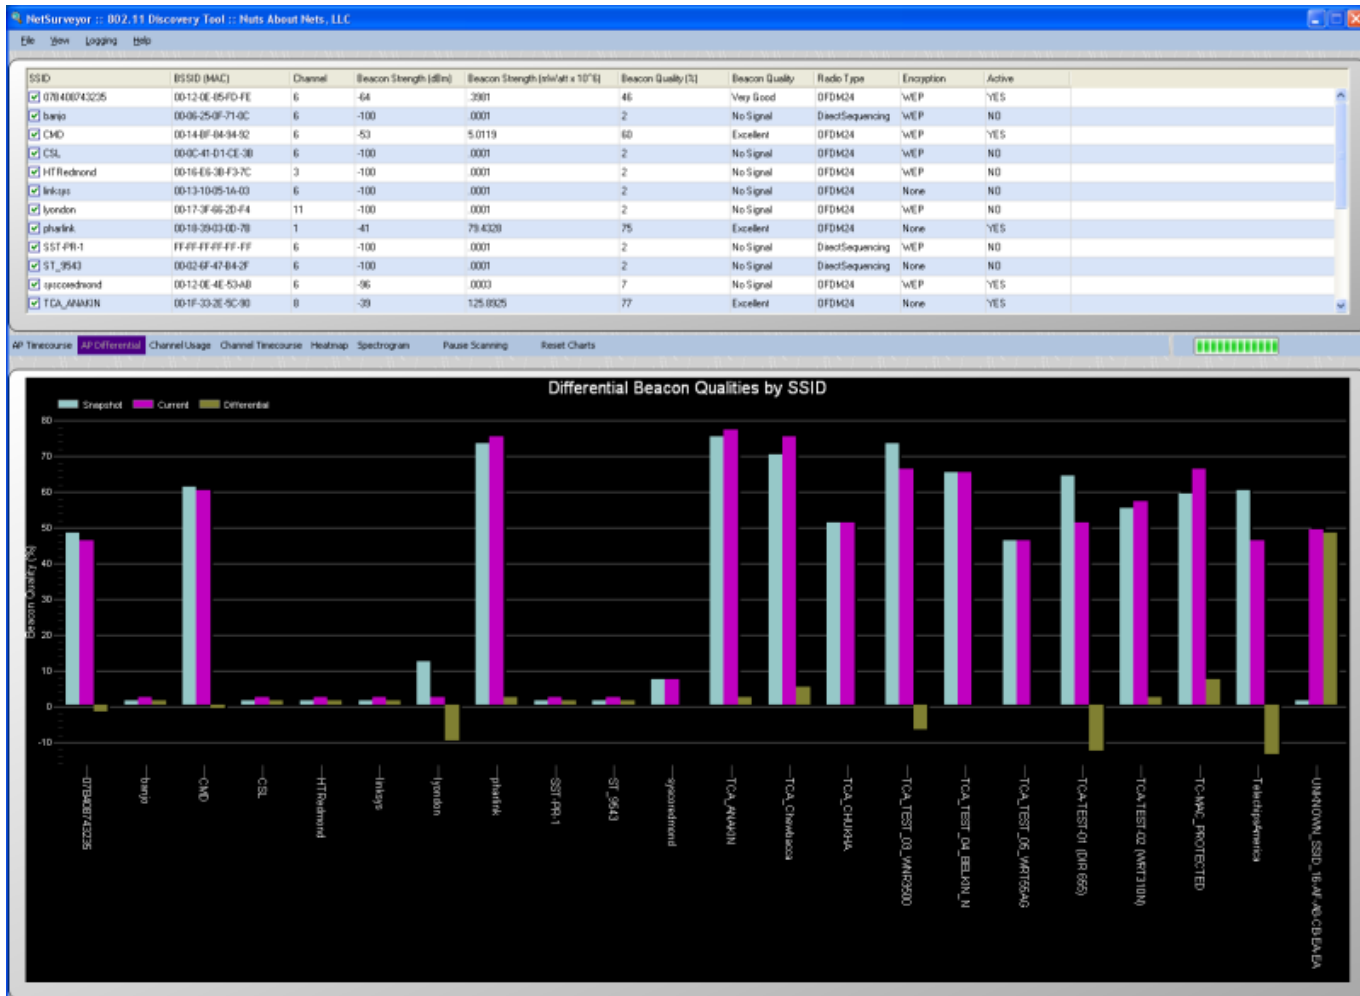 NetSurveyor :: 802.11 Discovery Tool :: Nuts About Nets, LLC
File View Logging Help
SSID BSSID (MAC) Channel Beacon Strength (dBm) Beacon Strength (mWatt x 10^6) Beacon Quality (%) Beacon Quality Radio Type Encryption Active
07B408743235 00-12-0E-85-FD-FE 6 -64 .3981 46 Very Good OFDM24 WEP YES
banjo 00-06-25-0F-71-0C 6 -100 .0001 2 No Signal DirectSequencing WEP NO
CMD 00-14-BF-84-94-92 6 -53 5.0119 60 Excellent OFDM24 WEP YES
CSL 00-0C-41-D1-CE-3B 6 -100 .0001 2 No Signal OFDM24 WEP NO
HTRedmond 00-16-E6-3B-F3-7C 3 -100 .0001 2 No Signal OFDM24 WEP NO
linksys 00-13-10-05-1A-03 6 -100 .0001 2 No Signal OFDM24 None NO
lyondon 00-17-3F-66-2D-F4 11 -100 .0001 2 No Signal OFDM24 WEP NO
pharlink 00-18-39-03-0D-7B 1 -41 79.4328 75 Excellent OFDM24 None YES
SST-PR-1 FF-FF-FF-FF-FF-FF 6 -100 .0001 2 No Signal DirectSequencing WEP NO
ST_9543 00-02-6F-47-B4-2F 6 -100 .0001 2 No Signal DirectSequencing None NO
syscoredmond 00-12-0E-4E-53-AB 6 -96 .0003 7 No Signal OFDM24 WEP YES
TCA_ANAKIN 00-1F-33-2E-5C-90 8 -39 125.8925 77 Excellent OFDM24 None YES
AP Timecourse AP Differential Channel Usage Channel Timecourse Heatmap Spectrogram Pause Scanning Reset Charts
Differential Beacon Qualities by SSID
Snapshot Current Differential
80
70
60
50
40
30
20
10
0
-10
Beacon Quality (%)
07B408743235
banjo
CMD
CSL
HTRedmond
linksys
lyondon
pharlink
SST-PR-1
ST_9543
syscoredmond
TCA_ANAKIN
TCA_Chewbacca
TCA_CHUKHA
TCA_TEST_03_WNR3500
TCA_TEST_04_BELKIN_N
TCA_TEST_05_WRT55AG
TCA-TEST-01 (DIR 655)
TCA-TEST-02 (WRT310N)
TC-MAC_PROTECTED
TelechipsAmerica
UNKNOWN_SSID_16-AF-A8-CB-EA-EA